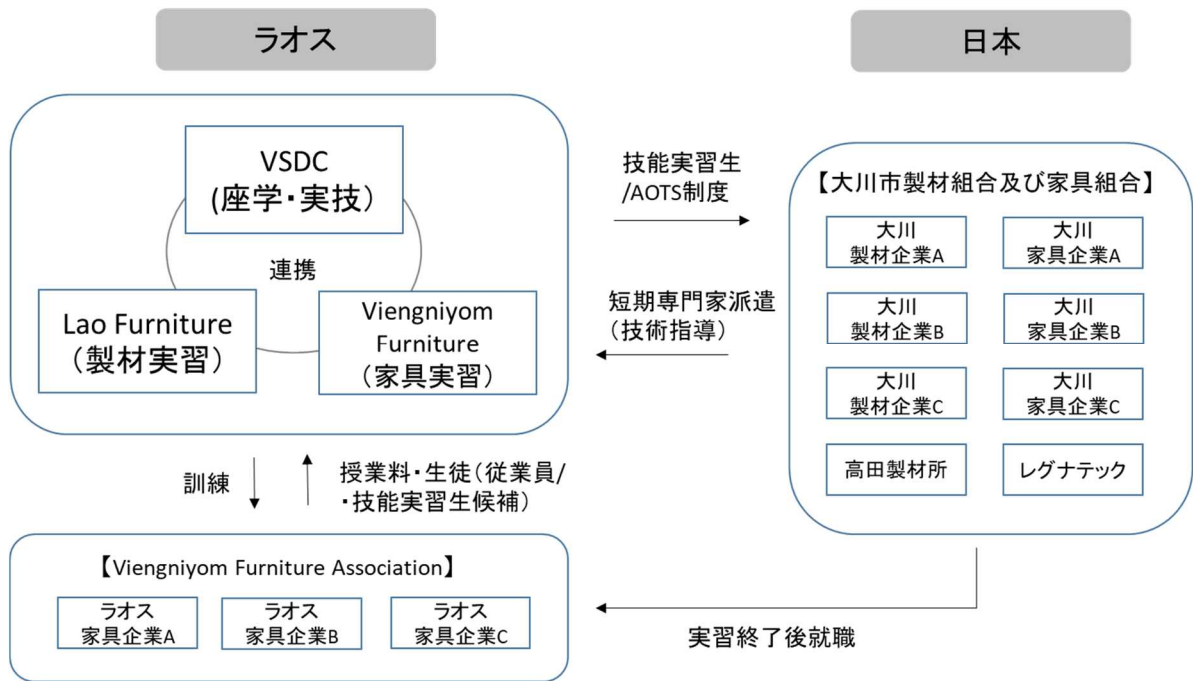 ラオス
日本
VSDC
(座学・実技)
連携
Lao Furniture
(製材実習)
Viengniyom
Furniture
(家具実習)
技能実習生
/AOTS制度
短期専門家派遣
(技術指導)
【大川市製材組合及び家具組合】
大川
製材企業A
大川
家具企業A
大川
製材企業B
大川
家具企業B
大川
製材企業C
大川
家具企業C
高田製材所
レグナテック
訓練
授業料・生徒(従業員/
・技能実習生候補)
【Viengniyom Furniture Association】
ラオス
家具企業A
ラオス
家具企業B
ラオス
家具企業C
実習終了後就職